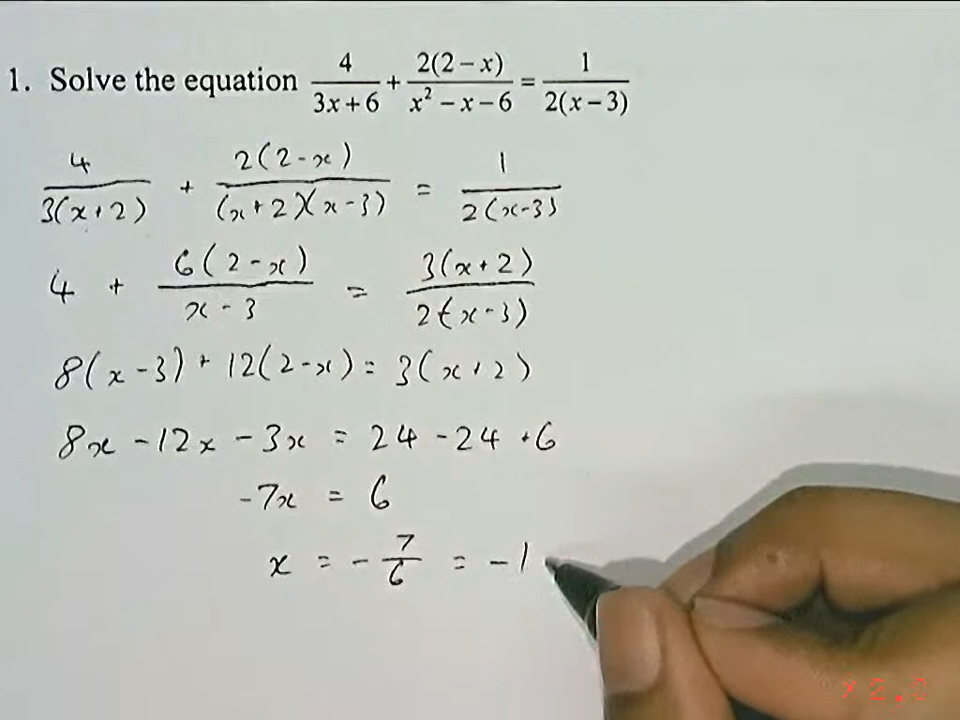 1. Solve the equation 4/(3x+6) + 2(2−x)/(x²−x−6) = 1/(2(x−3))
4/(3(x+2)) + 2(2-x)/((x+2)(x-3)) = 1/(2(x-3))
4 + 6(2-x)/(x-3) = 3(x+2)/(2(x-3))
8(x-3) + 12(2-x) = 3(x+2)
8x - 12x - 3x = 24 - 24 + 6
-7x = 6
x = - 7/6 = -1
×2.0